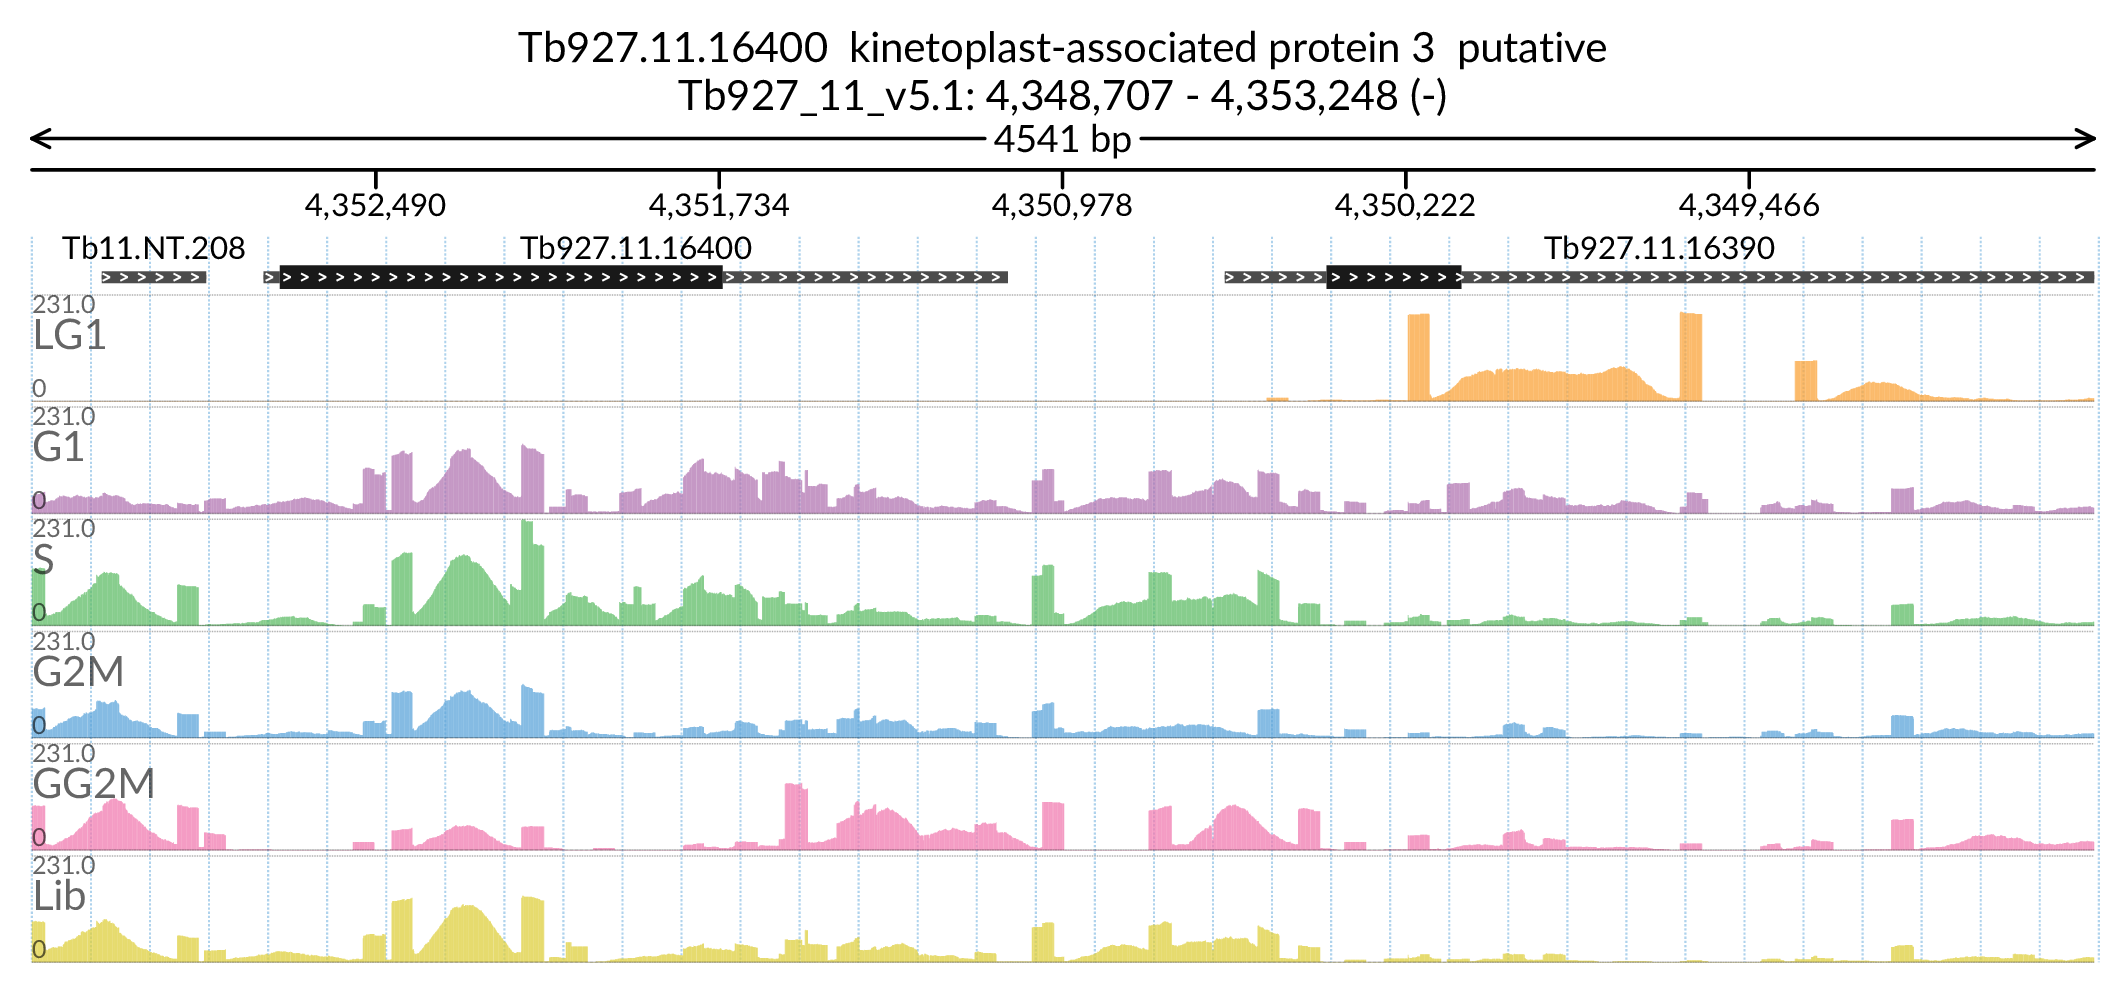 Tb927.11.16400 kinetoplast-associated protein 3 putative
Tb927_11_v5.1: 4,348,707 - 4,353,248 (-)
4541 bp
4,352,490 4,351,734 4,350,978 4,350,222 4,349,466
Tb11.NT.208 Tb927.11.16400 Tb927.11.16390
231.0
LG1
0
231.0
G1
0
231.0
S
0
231.0
G2M
0
231.0
GG2M
0
231.0
Lib
0